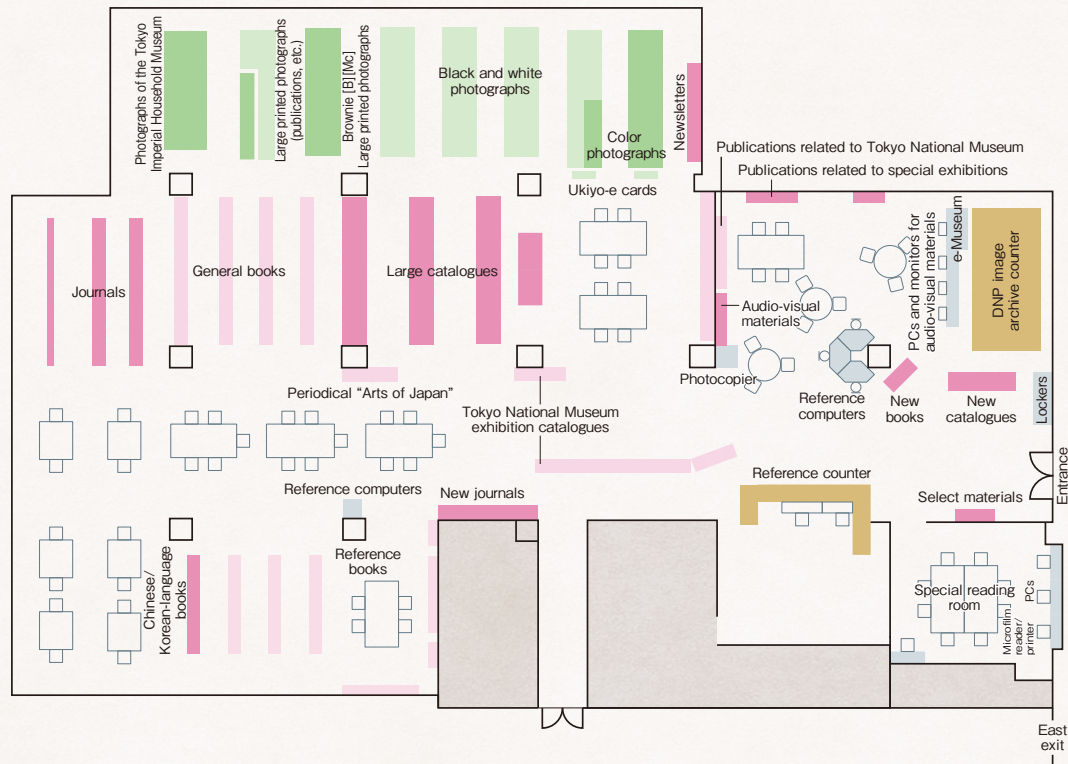 Photographs of the Tokyo
Imperial Household Museum
Large printed photographs
(publications, etc.)
Brownie [B][Mc]
Large printed photographs
Black and white
photographs
Color
photographs
Newsletters
Ukiyo-e cards
Publications related to Tokyo National Museum
Publications related to special exhibitions
Journals
General books
Large catalogues
Audio-visual
materials
PCs and monitors for
audio-visual materials
e-Museum
DNP image
archive counter
Photocopier
Reference
computers
New
books
New
catalogues
Lockers
Periodical “Arts of Japan”
Tokyo National Museum
exhibition catalogues
Entrance
Reference computers
New journals
Reference counter
Select materials
Chinese/
Korean-language
books
Reference
books
Special reading
room
PCs
Microfilm
reader/
printer
East
exit